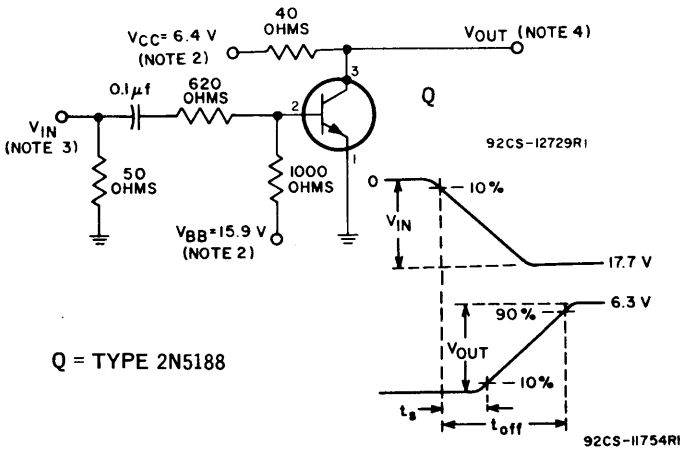 40
OHMS
VCC= 6.4 V
(NOTE 2)
VOUT (NOTE 4)
3
0.1μf
620
OHMS
2
Q
VIN
(NOTE 3)
1
92CS-12729R1
50
OHMS
1000
OHMS
VBB=15.9 V
(NOTE 2)
0
10%
VIN
17.7 V
6.3 V
90%
VOUT
10%
Q = TYPE 2N5188
ts
toff
92CS-11754R1